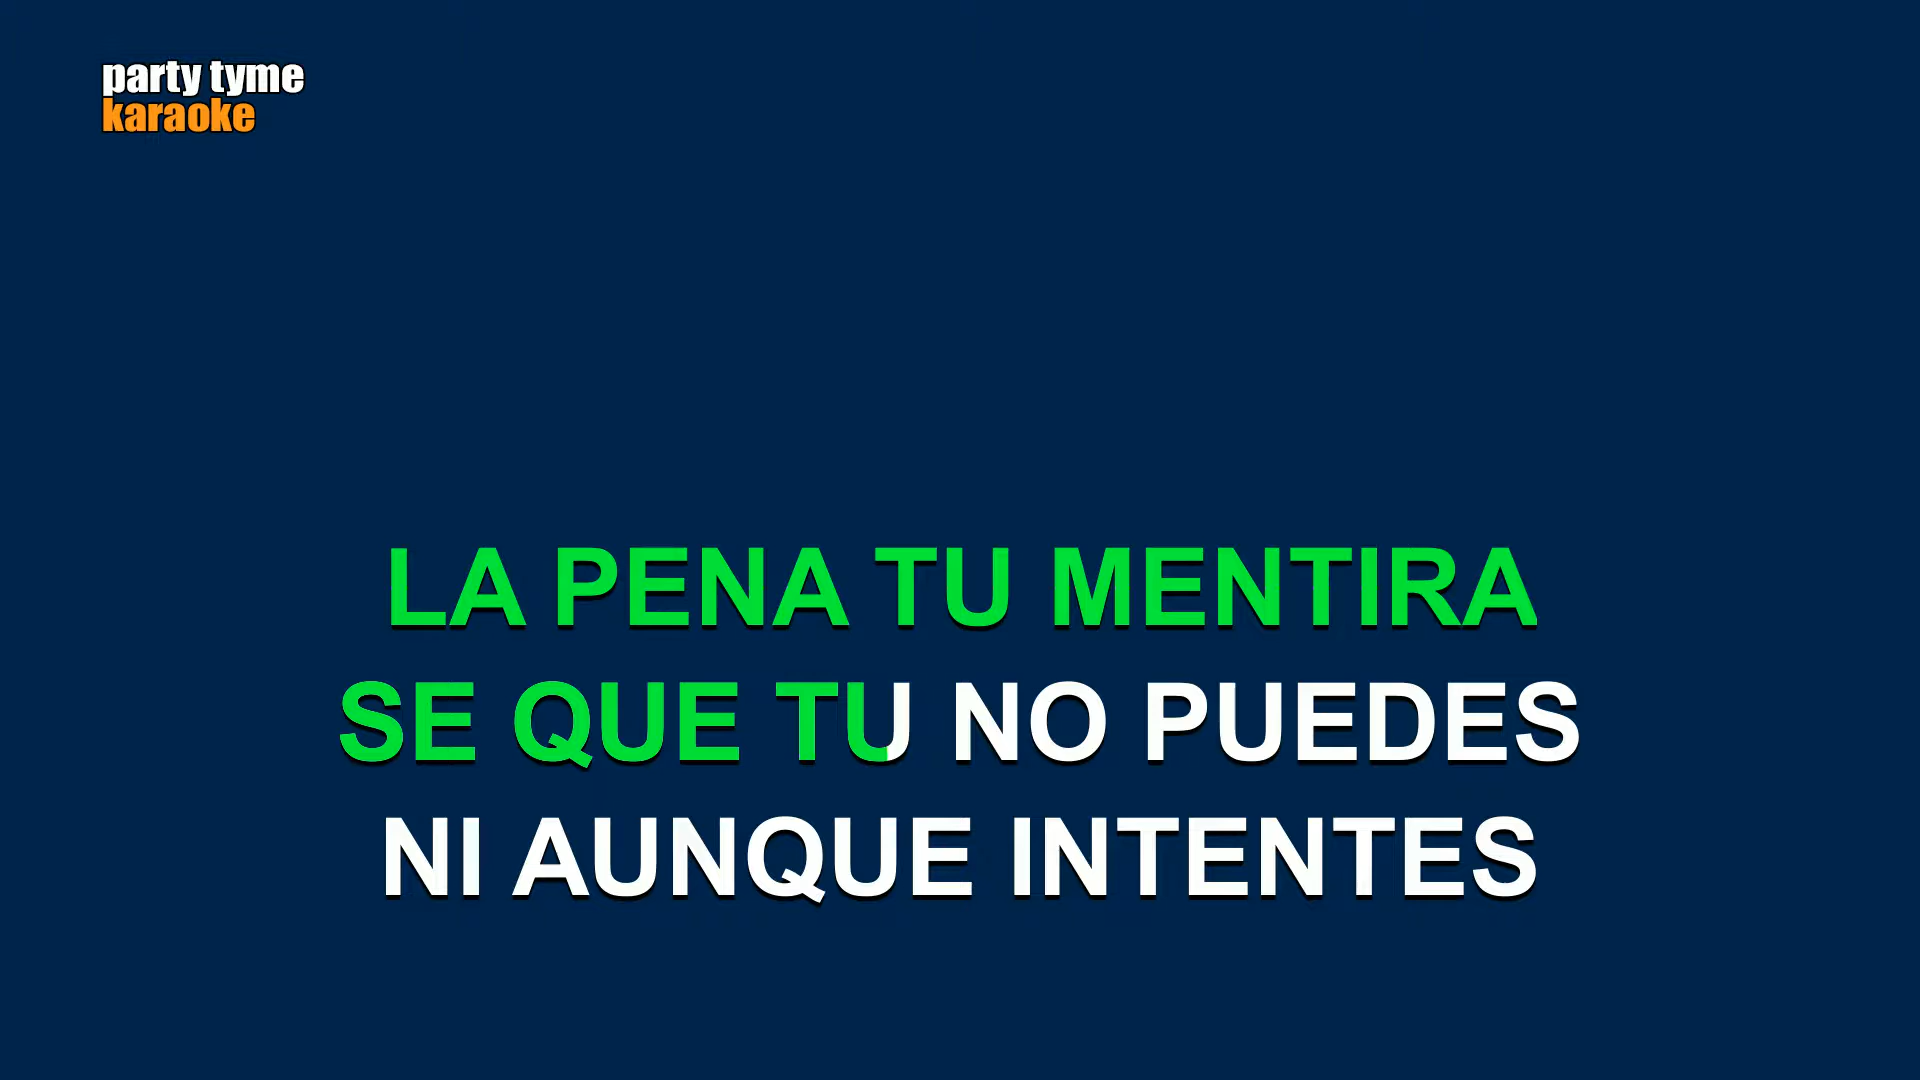 party tyme
karaoke
LA PENA TU MENTIRA
SE QUE TU NO PUEDES
NI AUNQUE INTENTES